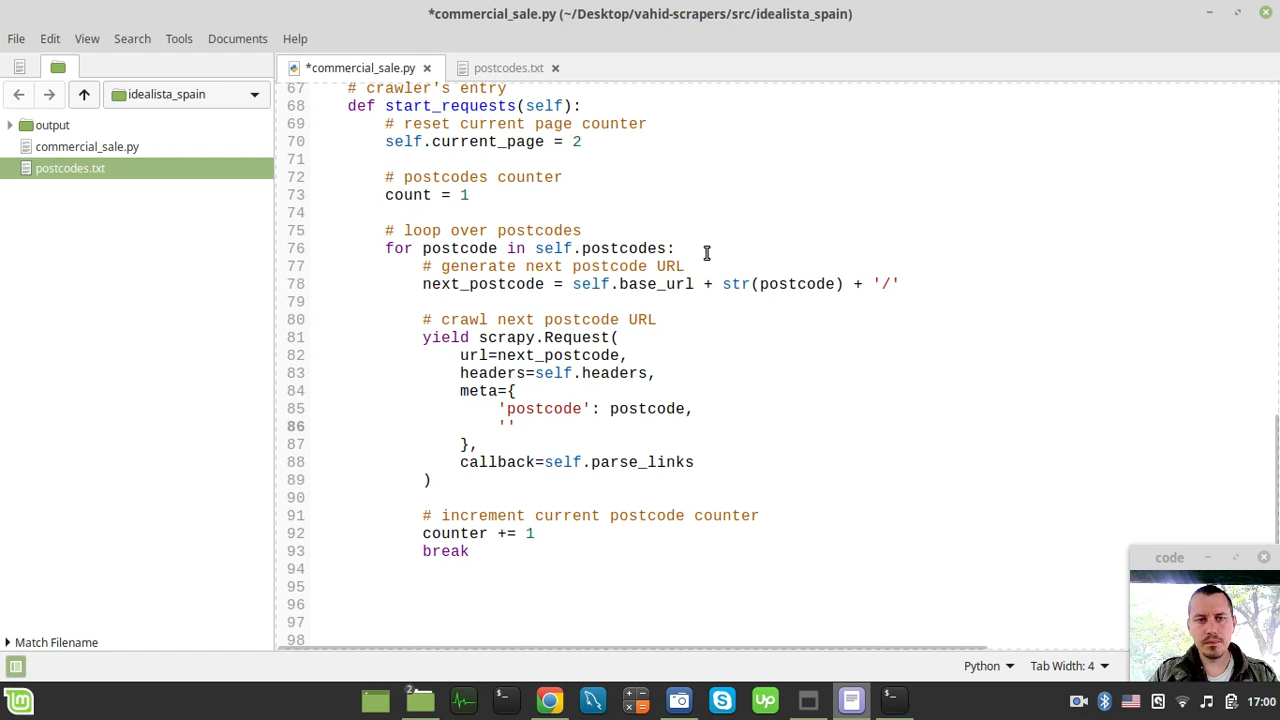 *commercial_sale.py (~/Desktop/vahid-scrapers/src/idealista_spain)
File Edit View Search Tools Documents Help
*commercial_sale.py
postcodes.txt
idealista_spain
output
commercial_sale.py
postcodes.txt
Match Filename
67 # crawler's entry
68 def start_requests(self):
69 # reset current page counter
70 self.current_page = 2
71
72 # postcodes counter
73 count = 1
74
75 # loop over postcodes
76 for postcode in self.postcodes:
77 # generate next postcode URL
78 next_postcode = self.base_url + str(postcode) + '/'
79
80 # crawl next postcode URL
81 yield scrapy.Request(
82 url=next_postcode,
83 headers=self.headers,
84 meta={
85 'postcode': postcode,
86 ''
87 },
88 callback=self.parse_links
89 )
90
91 # increment current postcode counter
92 counter += 1
93 break
94
95
96
97
98
code
Python Tab Width: 4
2
Up
17:00